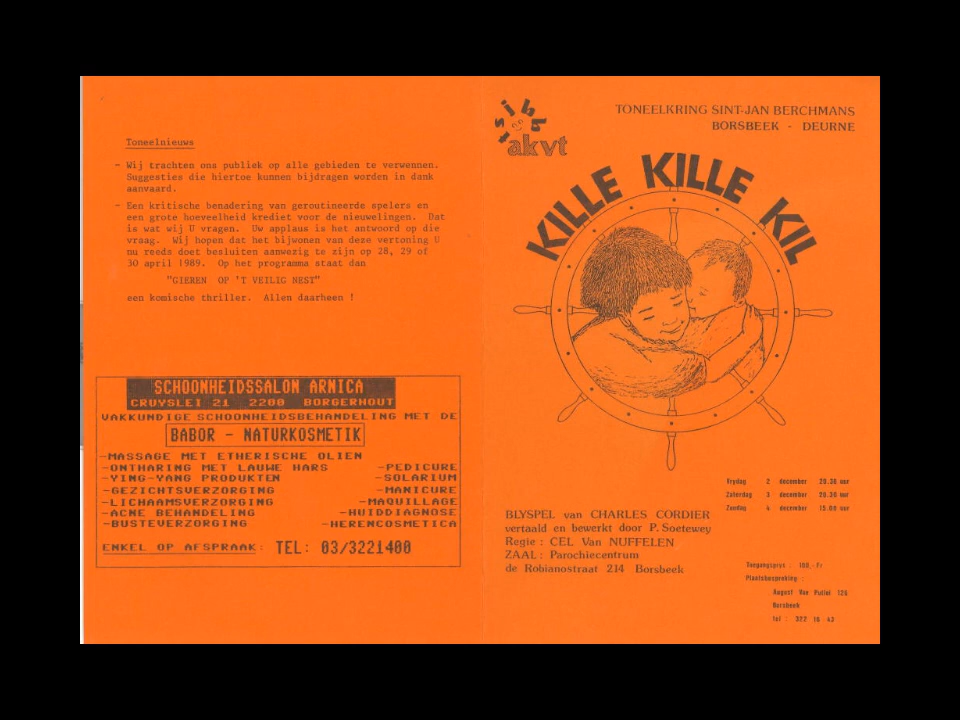 Toneelnieuws
- Wij trachten ons publiek op alle gebieden te verwennen.
Suggesties die hiertoe kunnen bijdragen worden in dank
aanvaard.
- Een kritische benadering van geroutineerde spelers en
een grote hoeveelheid krediet voor de nieuwelingen. Dat
is wat wij U vragen. Uw applaus is het antwoord op die
vraag. Wij hopen dat het bijwonen van deze vertoning U
nu reeds doet besluiten aanwezig te zijn op 28, 29 of
30 april 1989. Op het programma staat dan
"GIEREN OP 'T VEILIG NEST"
een komische thriller. Allen daarheen !
SCHOONHEIDSSALON ARNICA
CRUYSLEI 21 2200 BORGERHOUT
VAKKUNDIGE SCHOONHEIDSBEHANDELING MET DE
BABOR - NATURKOSMETIK
-MASSAGE MET ETHERISCHE OLIEN
-ONTHARING MET LAUWE HARS -PEDICURE
-YING-YANG PRODUKTEN -SOLARIUM
-GEZICHTSVERZORGING -MANICURE
-LICHAAMSVERZORGING -MAQUILLAGE
-ACNE BEHANDELING -HUIDDIAGNOSE
-BUSTEVERZORGING -HERENCOSMETICA
ENKEL OP AFSPRAAK: TEL: 03/3221400
tsjbb
akvt
TONEELKRING SINT-JAN BERCHMANS
BORSBEEK - DEURNE
KILLE KILLE KIL
Vrydag 2 december 20.30 uur
Zaterdag 3 december 20.30 uur
Zondag 4 december 15.00 uur
BLYSPEL van CHARLES CORDIER
vertaald en bewerkt door P. Soetewey
Regie : CEL Van NUFFELEN
ZAAL : Parochiecentrum
de Robianostraat 214 Borsbeek
Toegangsprys : 100,-Fr
Plaatsbespreking :
August Van Putlei 126
Borsbeek
tel : 322 16 43